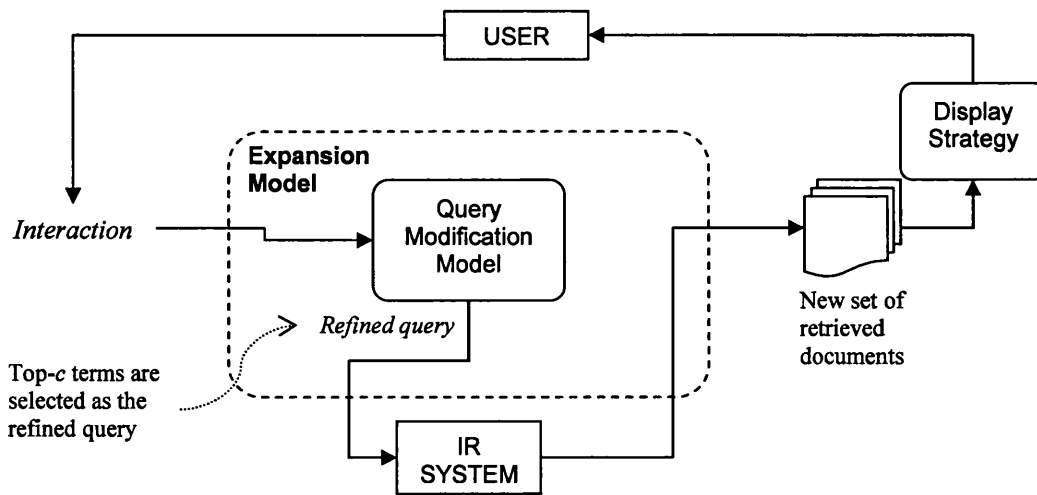 USER
Display
Strategy
Expansion
Model
Interaction
Query
Modification
Model
Refined query
New set of
retrieved
documents
Top-c terms are
selected as the
refined query
IR
SYSTEM